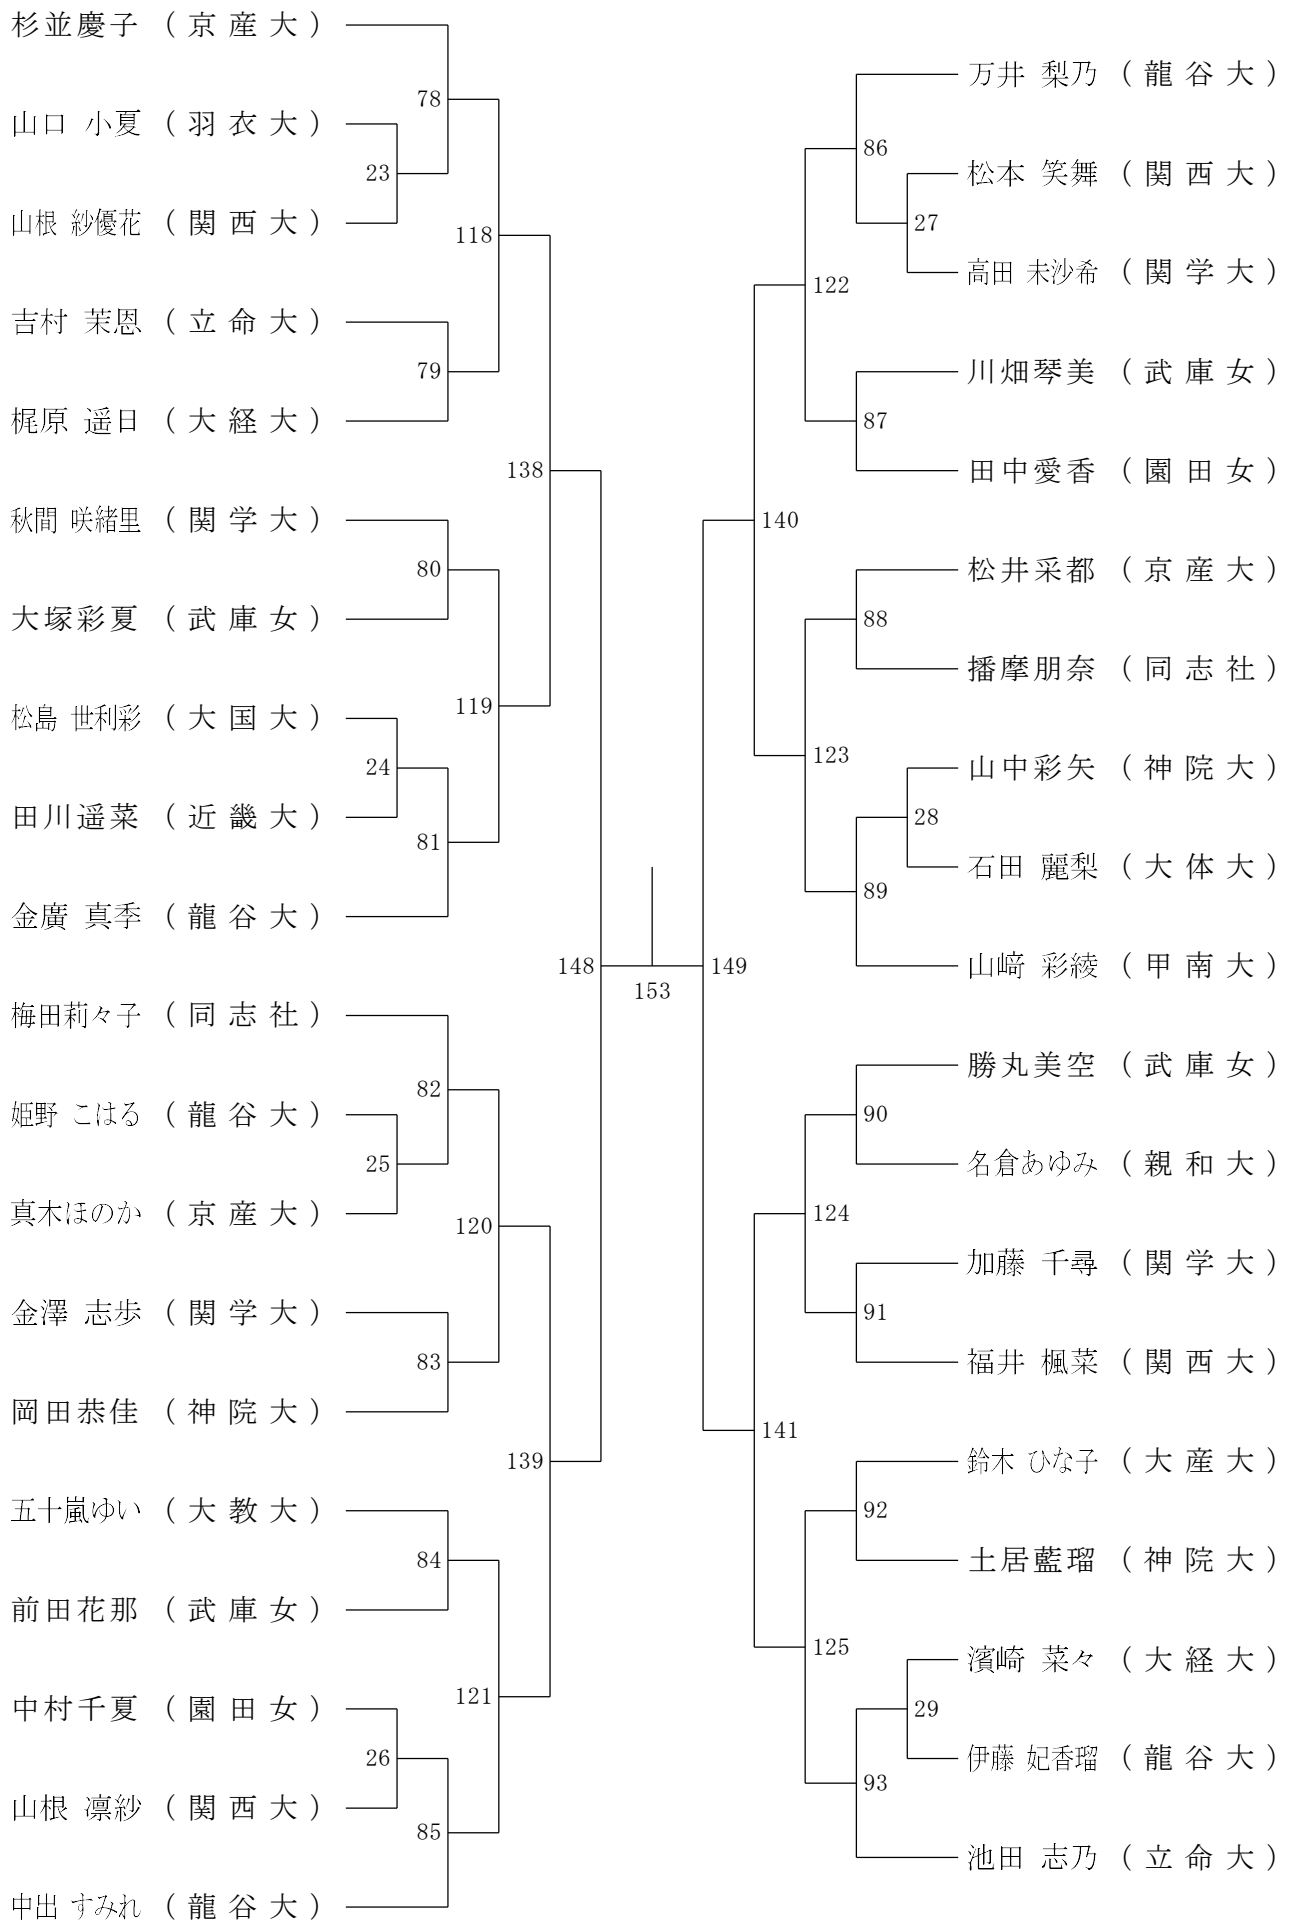 杉並慶子 （ 京 産 大 ）
78
山口 小夏 （ 羽 衣 大 ）
23
山根 紗優花 （ 関 西 大 ）
118
吉村 茉恩 （ 立 命 大 ）
79
梶原 遥日 （ 大 経 大 ）
138
秋間 咲緒里 （ 関 学 大 ）
80
大塚彩夏 （ 武 庫 女 ）
119
松島 世利彩 （ 大 国 大 ）
24
田川遥菜 （ 近 畿 大 ）
81
金廣 真季 （ 龍 谷 大 ）
148
梅田莉々子 （ 同 志 社 ）
82
姫野 こはる （ 龍 谷 大 ）
25
真木ほのか （ 京 産 大 ）
120
金澤 志歩 （ 関 学 大 ）
83
岡田恭佳 （ 神 院 大 ）
139
五十嵐ゆい （ 大 教 大 ）
84
前田花那 （ 武 庫 女 ）
121
中村千夏 （ 園 田 女 ）
26
山根 凛紗 （ 関 西 大 ）
85
中出 すみれ （ 龍 谷 大 ）
153
万井 梨乃 （ 龍 谷 大 ）
86
松本 笑舞 （ 関 西 大 ）
27
高田 未沙希 （ 関 学 大 ）
122
川畑琴美 （ 武 庫 女 ）
87
田中愛香 （ 園 田 女 ）
140
松井采都 （ 京 産 大 ）
88
播摩朋奈 （ 同 志 社 ）
123
山中彩矢 （ 神 院 大 ）
28
石田 麗梨 （ 大 体 大 ）
89
山﨑 彩綾 （ 甲 南 大 ）
149
勝丸美空 （ 武 庫 女 ）
90
名倉あゆみ （ 親 和 大 ）
124
加藤 千尋 （ 関 学 大 ）
91
福井 楓菜 （ 関 西 大 ）
141
鈴木 ひな子 （ 大 産 大 ）
92
土居藍瑠 （ 神 院 大 ）
125
濱崎 菜々 （ 大 経 大 ）
29
伊藤 妃香瑠 （ 龍 谷 大 ）
93
池田 志乃 （ 立 命 大 ）